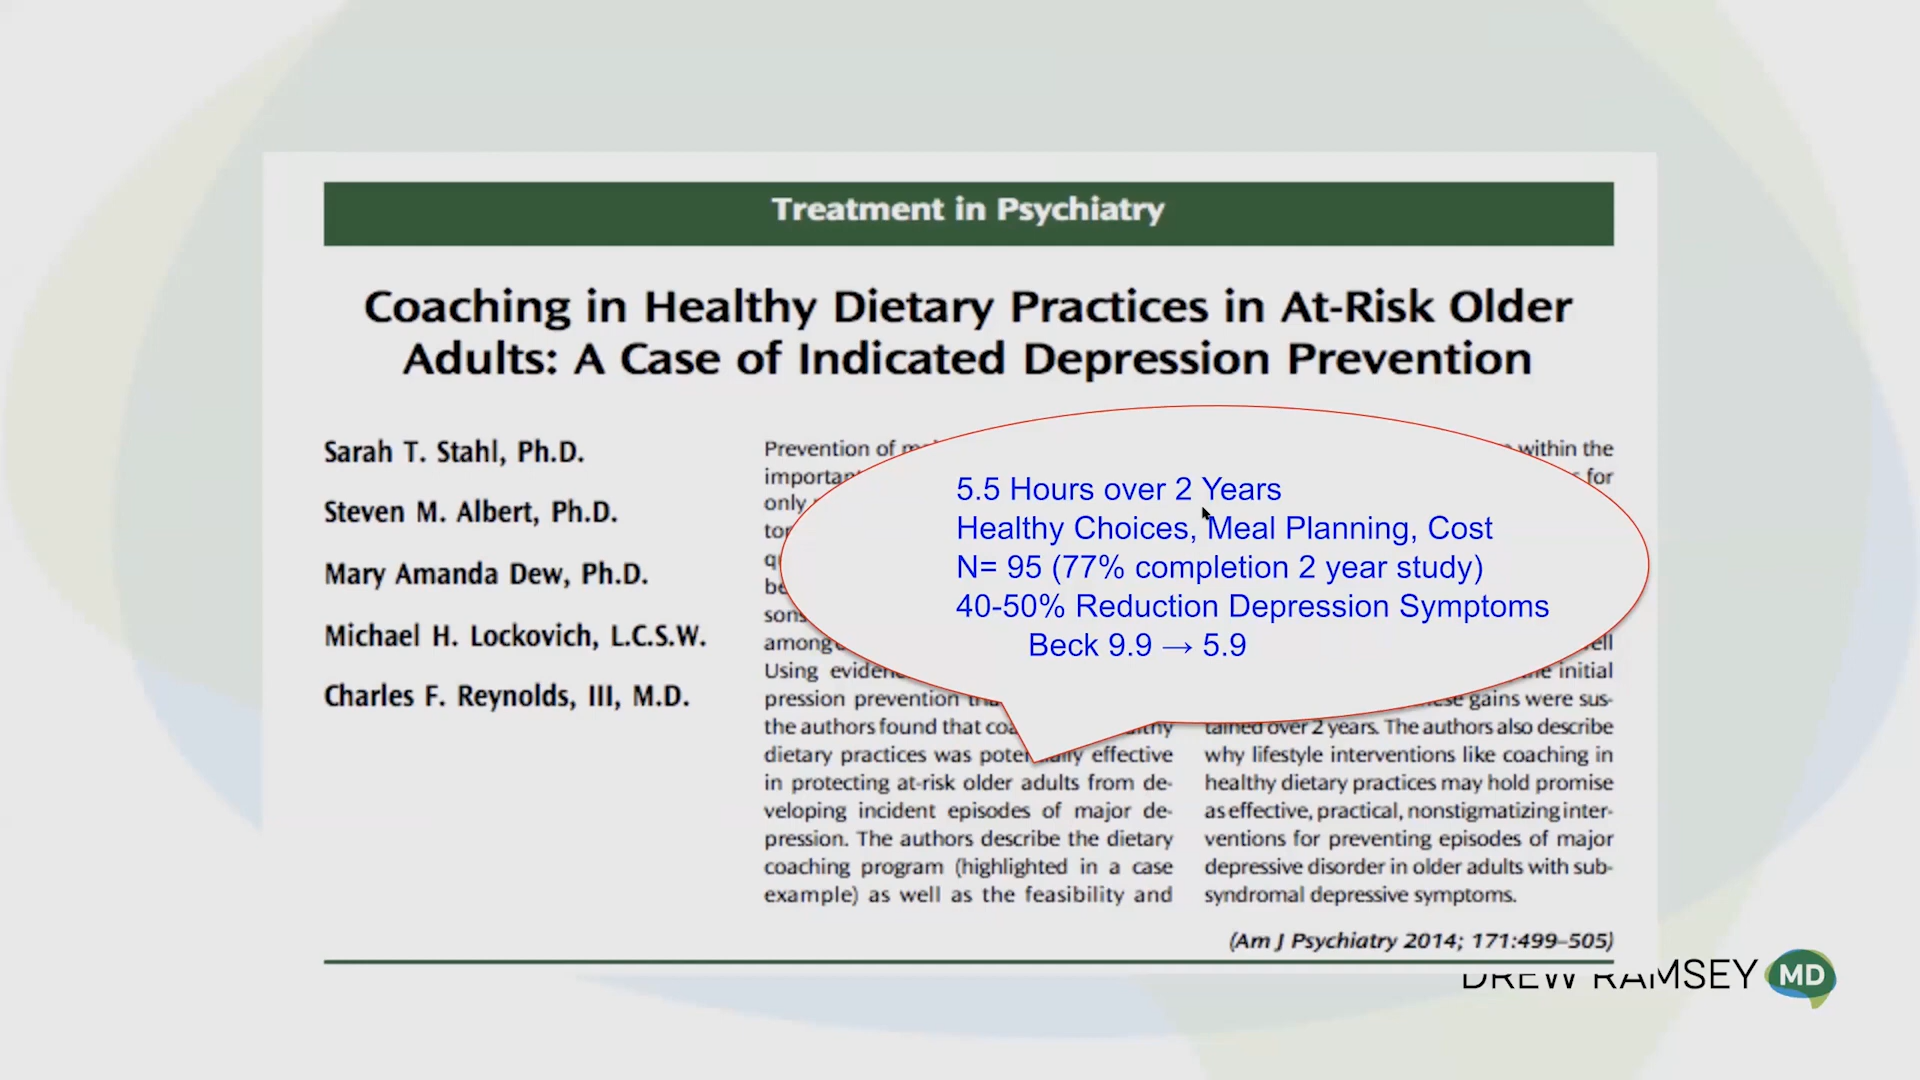 Treatment in Psychiatry
Coaching in Healthy Dietary Practices in At-Risk Older
Adults: A Case of Indicated Depression Prevention
Sarah T. Stahl, Ph.D.
Steven M. Albert, Ph.D.
Mary Amanda Dew, Ph.D.
Michael H. Lockovich, L.C.S.W.
Charles F. Reynolds, III, M.D.
Prevention of
important
only
among
Using
pression prevention
the authors found that
dietary practices was effective
in protecting at-risk older adults from de-
veloping incident episodes of major de-
pression. The authors describe the dietary
coaching program (highlighted in a case
example) as well as the feasibility and
within the
for
initial
gains were sus-
tained over 2 years. The authors also describe
why lifestyle interventions like coaching in
healthy dietary practices may hold promise
as effective, practical, nonstigmatizing inter-
ventions for preventing episodes of major
depressive disorder in older adults with sub-
syndromal depressive symptoms.
(Am J Psychiatry 2014; 171:499–505)
5.5 Hours over 2 Years
Healthy Choices, Meal Planning, Cost
N= 95 (77% completion 2 year study)
40-50% Reduction Depression Symptoms
Beck 9.9 → 5.9
DREW RAMSEY MD